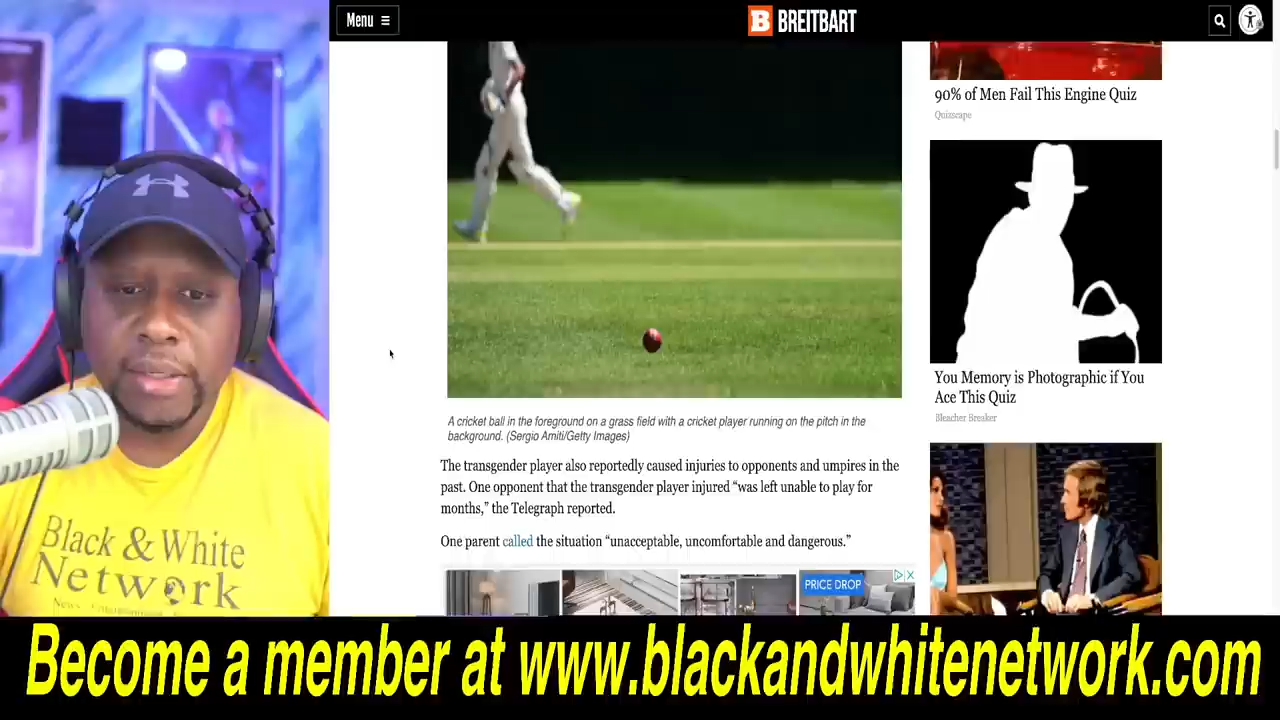 Menu
BREITBART
90% of Men Fail This Engine Quiz
Quizscape
You Memory is Photographic if You
Ace This Quiz
Bleacher Breaker
A cricket ball in the foreground on a grass field with a cricket player running on the pitch in the
background. (Sergio Amiti/Getty Images)
The transgender player also reportedly caused injuries to opponents and umpires in the
past. One opponent that the transgender player injured “was left unable to play for
months,” the Telegraph reported.
One parent called the situation “unacceptable, uncomfortable and dangerous.”
PRICE DROP
Black & White
Network
Become a member at www.blackandwhitenetwork.com